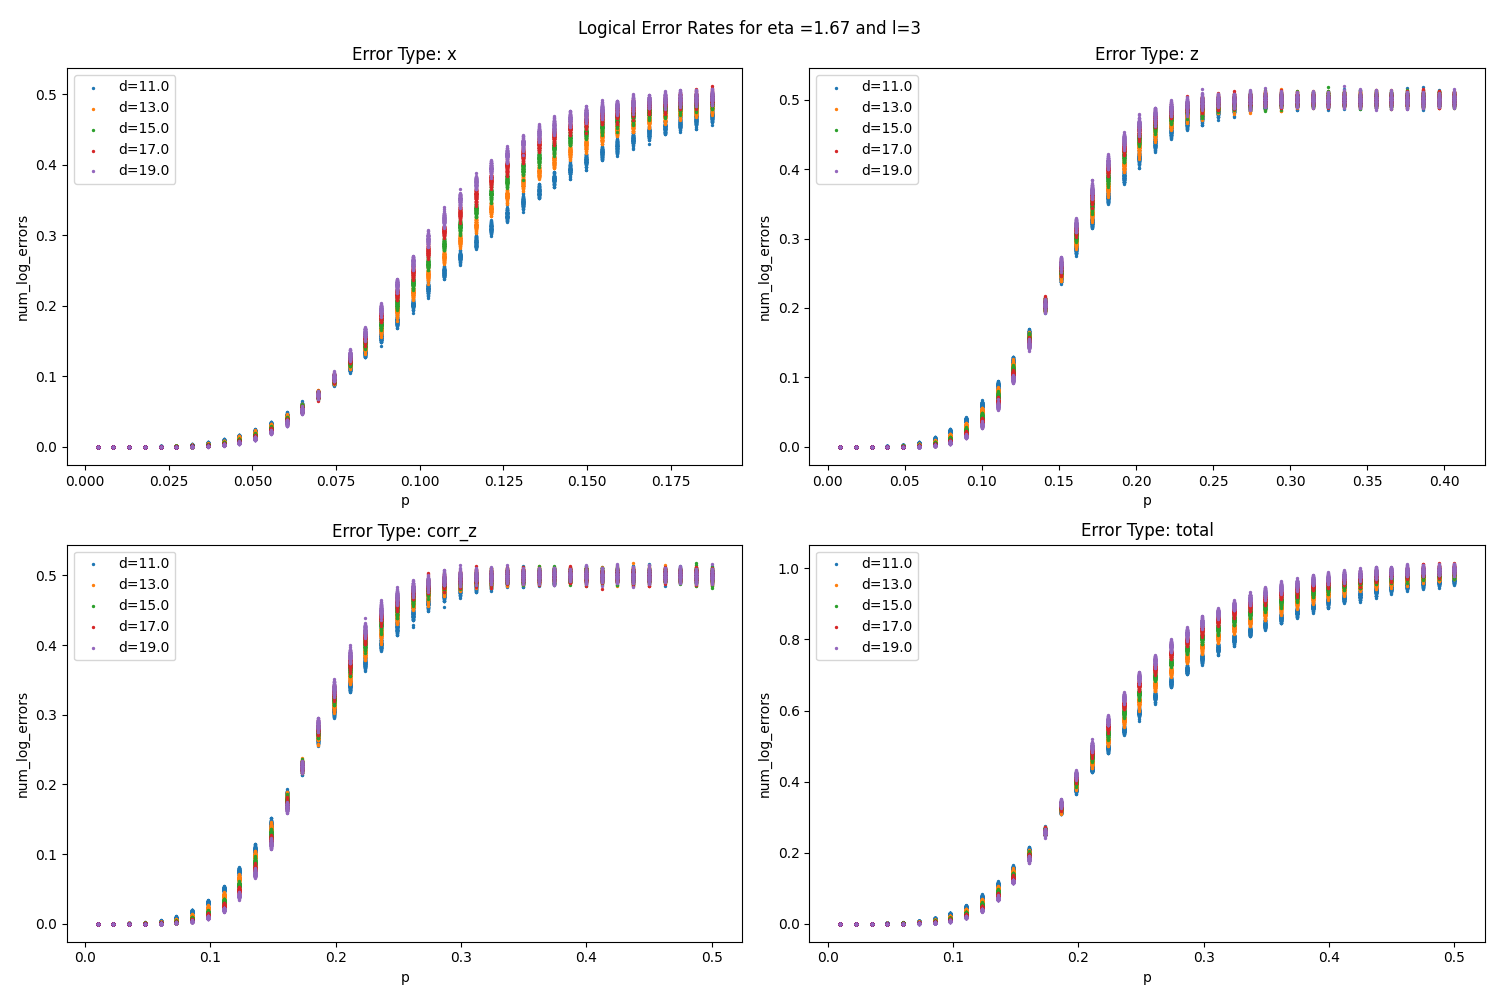 Logical Error Rates for eta =1.67 and l=3
Error Type: x
d=11.0
d=13.0
d=15.0
d=17.0
d=19.0
0.5
0.4
0.3
0.2
0.1
0.0
num_log_errors
0.000 0.025 0.050 0.075 0.100 0.125 0.150 0.175
p
Error Type: z
d=11.0
d=13.0
d=15.0
d=17.0
d=19.0
0.5
0.4
0.3
0.2
0.1
0.0
num_log_errors
0.00 0.05 0.10 0.15 0.20 0.25 0.30 0.35 0.40
p
Error Type: corr_z
d=11.0
d=13.0
d=15.0
d=17.0
d=19.0
0.5
0.4
0.3
0.2
0.1
0.0
num_log_errors
0.0 0.1 0.2 0.3 0.4 0.5
p
Error Type: total
d=11.0
d=13.0
d=15.0
d=17.0
d=19.0
1.0
0.8
0.6
0.4
0.2
0.0
num_log_errors
0.0 0.1 0.2 0.3 0.4 0.5
p